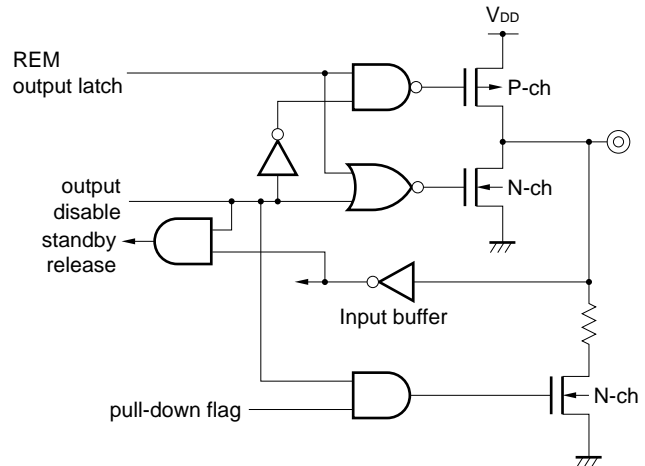 VDD
REM
output latch
P-ch
output
disable
N-ch
standby
release
Input buffer
pull-down flag
N-ch